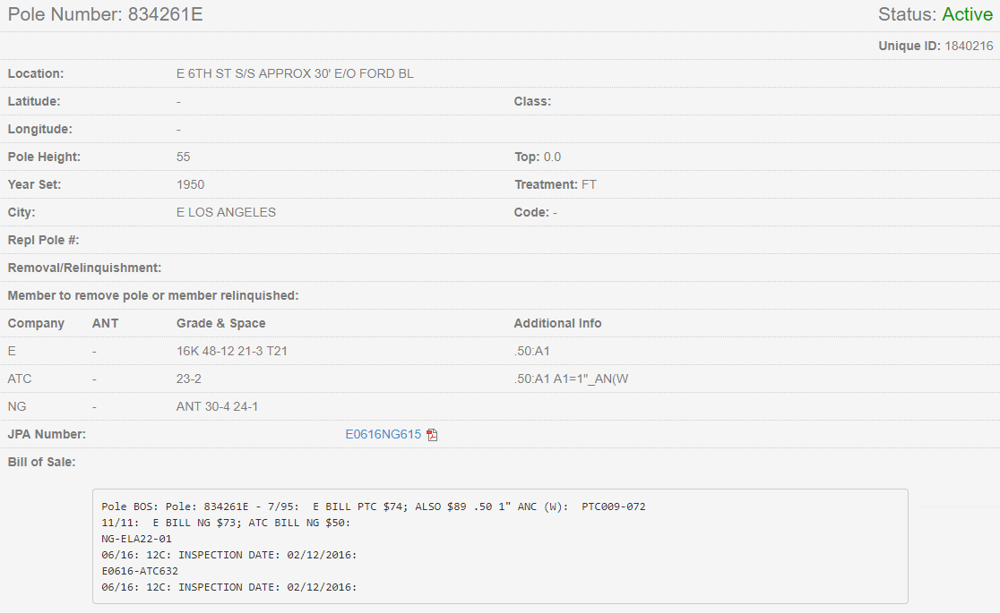 Pole Number: 834261E Status: Active
Unique ID: 1840216
Location: E 6TH ST S/S APPROX 30' E/O FORD BL
Latitude: - Class:
Longitude: -
Pole Height: 55 Top: 0.0
Year Set: 1950 Treatment: FT
City: E LOS ANGELES Code: -
Repl Pole #:
Removal/Relinquishment:
Member to remove pole or member relinquished:
Company ANT Grade & Space Additional Info
E - 16K 48-12 21-3 T21 .50:A1
ATC - 23-2 .50:A1 A1=1"_AN(W
NG - ANT 30-4 24-1
JPA Number: E0616NG615
Bill of Sale:
Pole BOS: Pole: 834261E - 7/95: E BILL PTC $74; ALSO $89 .50 1" ANC (W): PTC009-072
11/11: E BILL NG $73; ATC BILL NG $50:
NG-ELA22-01
06/16: 12C: INSPECTION DATE: 02/12/2016:
E0616-ATC632
06/16: 12C: INSPECTION DATE: 02/12/2016: